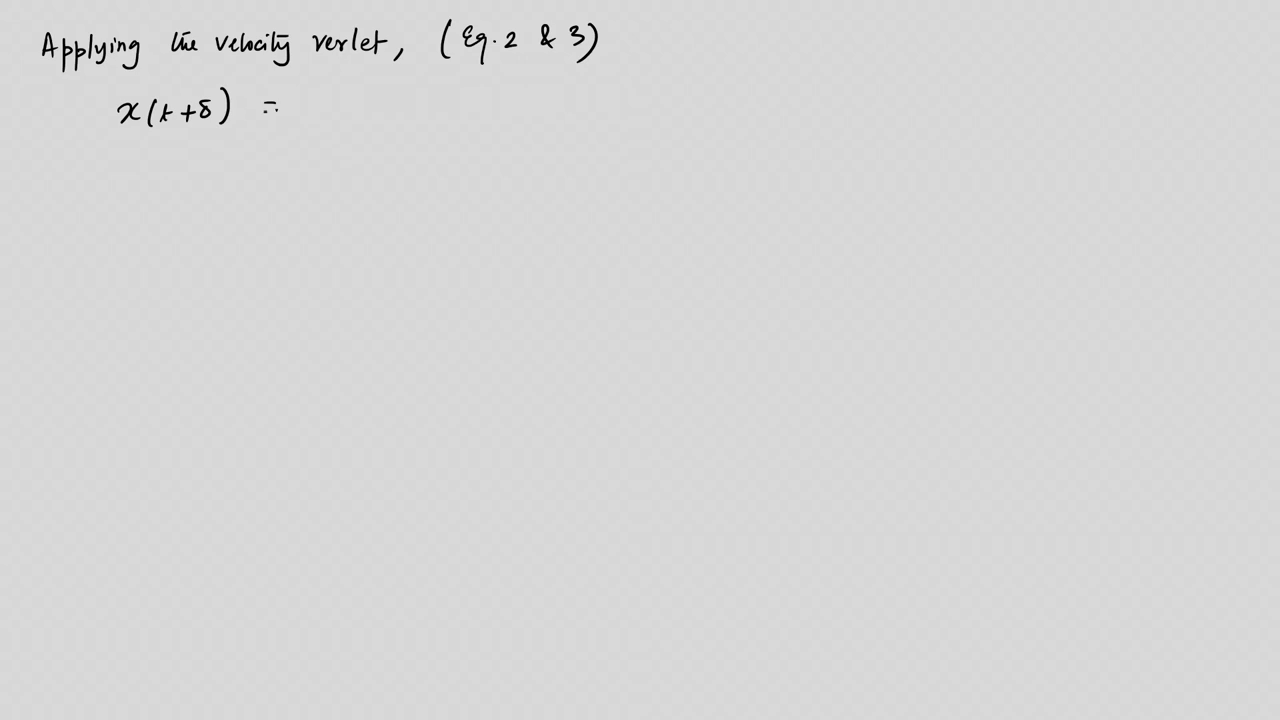 Applying the velocity verlet, (Eq. 2 & 3)
x(t+δ) =